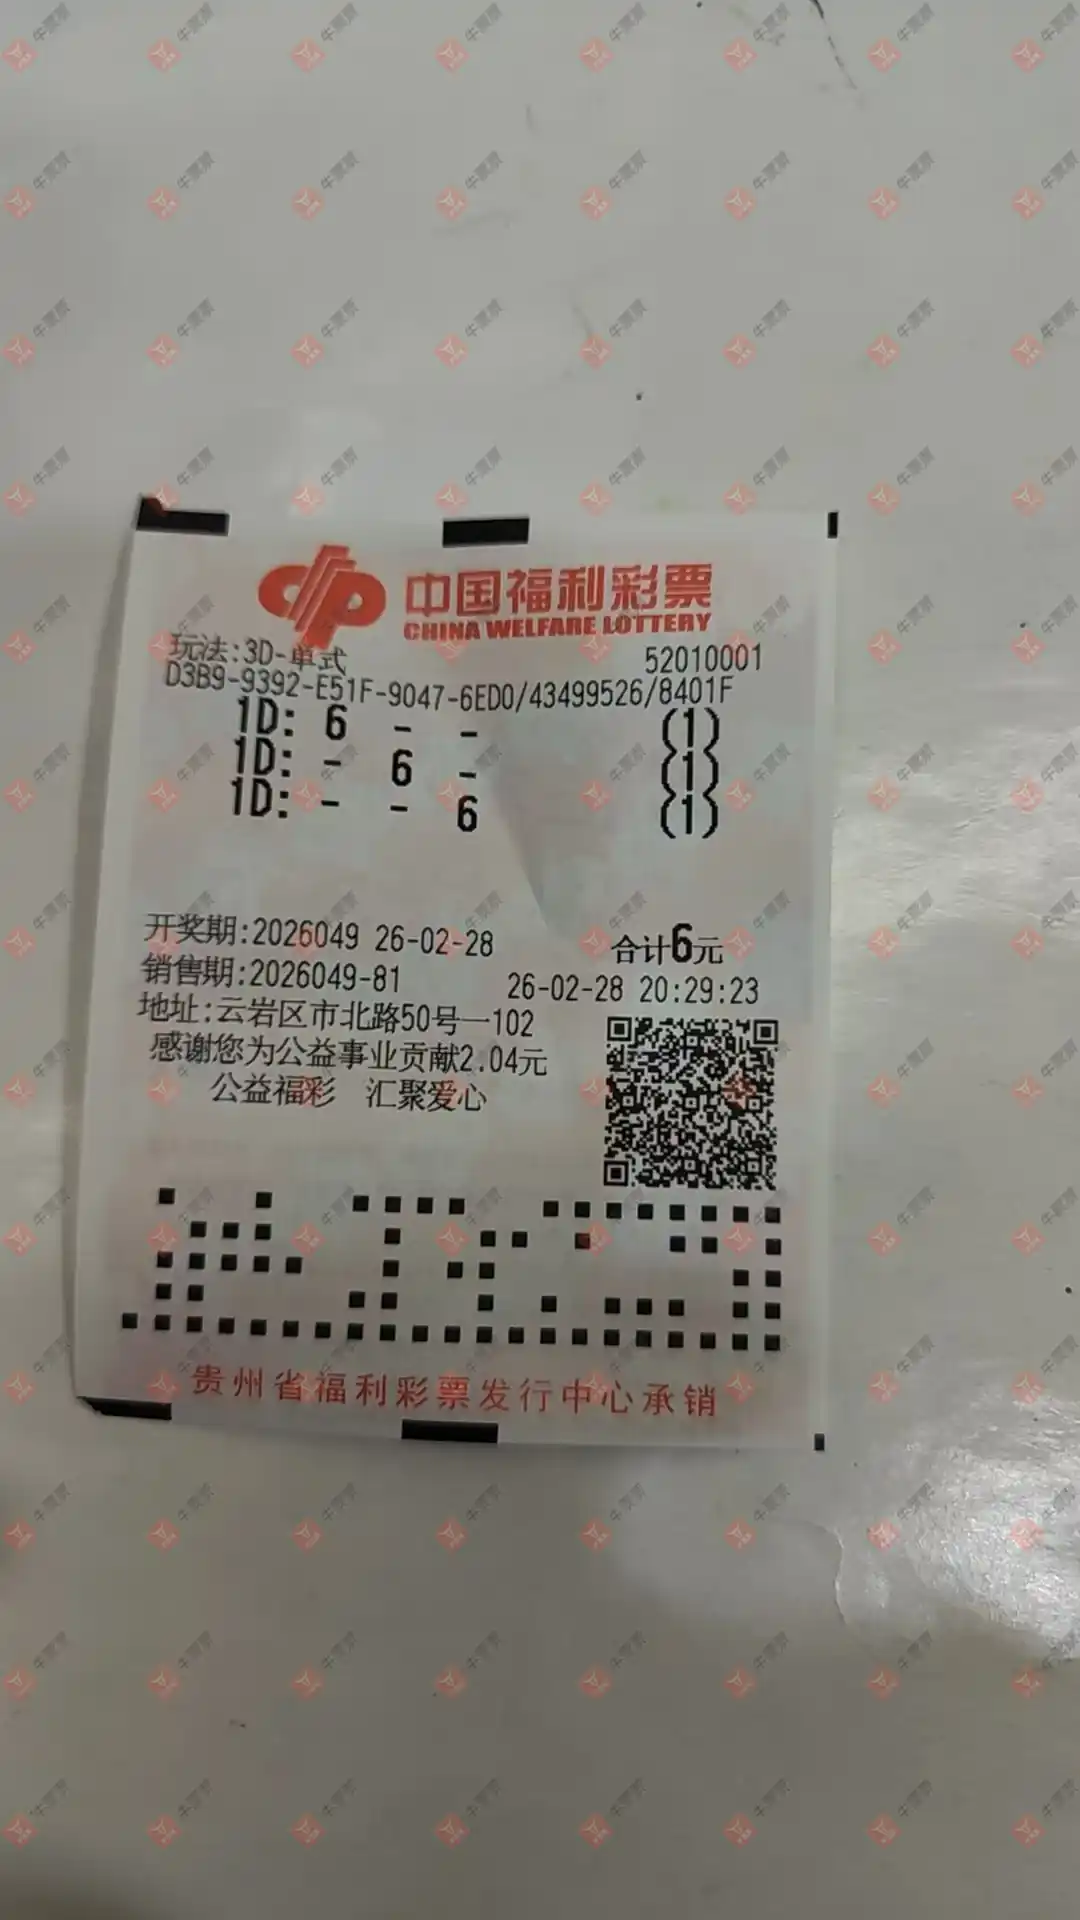 中国福利彩票
CHINA WELFARE LOTTERY
玩法:3D-单式 52010001
D3B9-9392-E51F-9047-6ED0/43499526/8401F
1D: 6 - - (1)
1D: - 6 - (1)
1D: - - 6 (1)
开奖期:2026049 26-02-28 合计6元
销售期:2026049-81 26-02-28 20:29:23
地址:云岩区市北路50号一102
感谢您为公益事业贡献2.04元
公益福彩 汇聚爱心
贵州省福利彩票发行中心承销